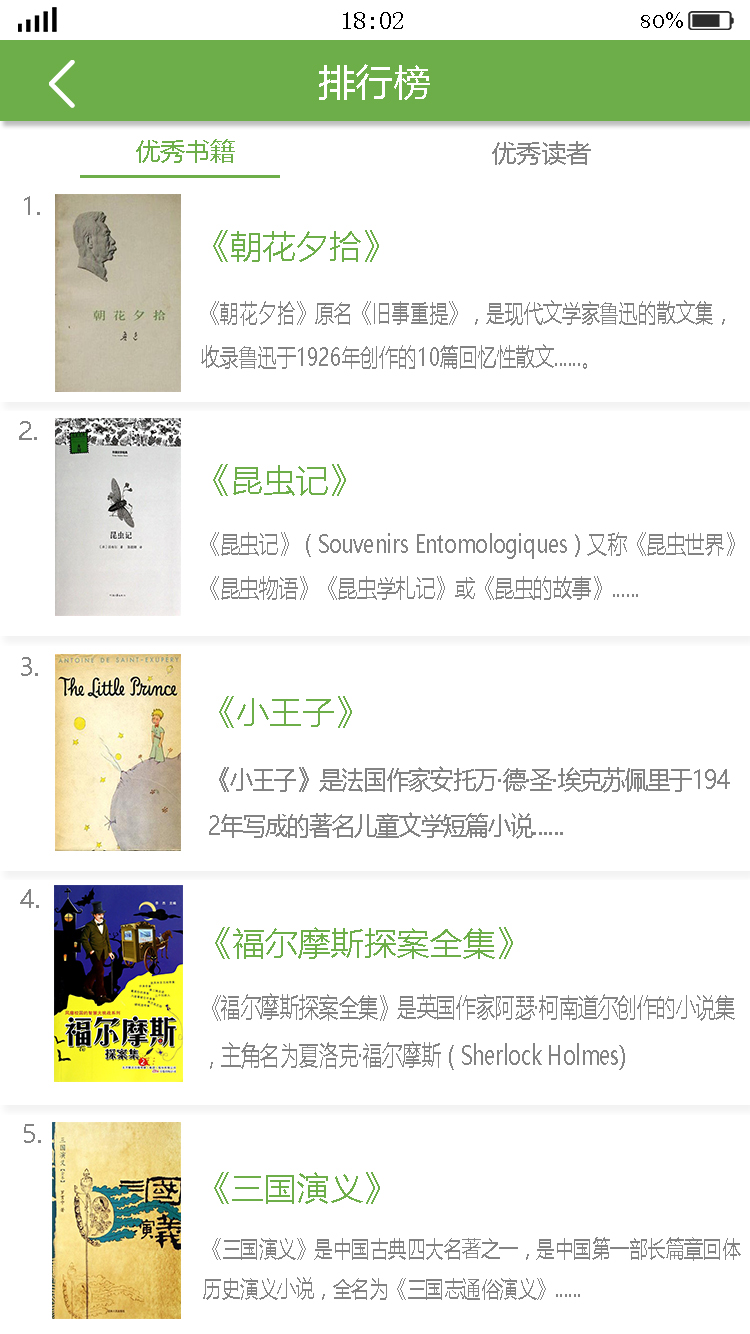 18:02
80%
排行榜
优秀书籍
优秀读者
1.
朝 花 夕 拾
《朝花夕拾》
《朝花夕拾》原名《旧事重提》，是现代文学家鲁迅的散文集，
收录鲁迅于1926年创作的10篇回忆性散文......。
2.
昆虫记
《昆虫记》
《昆虫记》（Souvenirs Entomologiques）又称《昆虫世界》
《昆虫物语》《昆虫学札记》或《昆虫的故事》......
3.
ANTOINE DE SAINT-EXUPÉRY
The Little Prince
《小王子》
《小王子》是法国作家安托万·德·圣·埃克苏佩里于194
2年写成的著名儿童文学短篇小说......
4.
福尔摩斯
探案集
《福尔摩斯探案全集》
《福尔摩斯探案全集》是英国作家阿瑟·柯南道尔创作的小说集
，主角名为夏洛克·福尔摩斯（Sherlock Holmes)
5.
三国演义
三國
演義
《三国演义》
《三国演义》是中国古典四大名著之一，是中国第一部长篇章回体
历史演义小说，全名为《三国志通俗演义》......